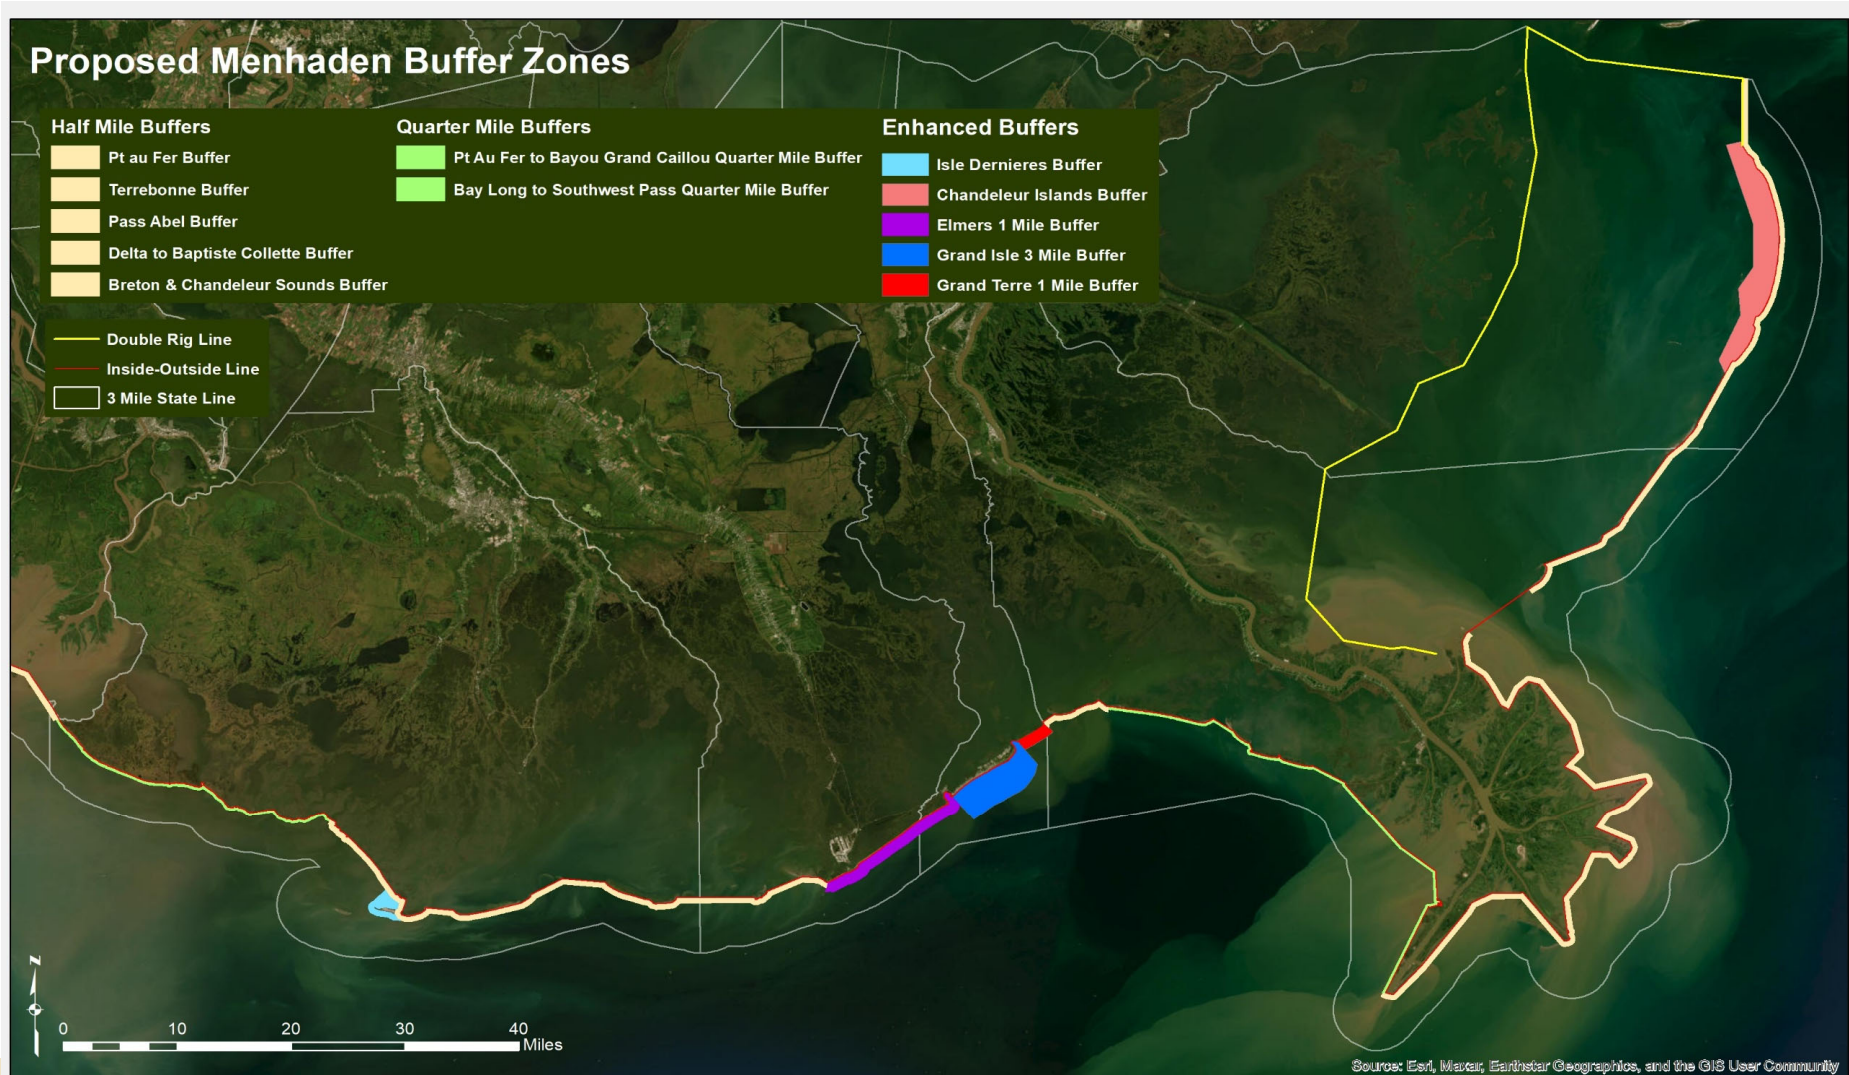 Proposed Menhaden Buffer Zones
Half Mile Buffers
Pt au Fer Buffer
Terrebonne Buffer
Pass Abel Buffer
Delta to Baptiste Collette Buffer
Breton & Chandeleur Sounds Buffer
Quarter Mile Buffers
Pt Au Fer to Bayou Grand Caillou Quarter Mile Buffer
Bay Long to Southwest Pass Quarter Mile Buffer
Enhanced Buffers
Isle Dernieres Buffer
Chandeleur Islands Buffer
Elmers 1 Mile Buffer
Grand Isle 3 Mile Buffer
Grand Terre 1 Mile Buffer
Double Rig Line
Inside-Outside Line
3 Mile State Line
N
0 10 20 30 40
Miles
Source: Esri, Maxar, Earthstar Geographics, and the GIS User Community